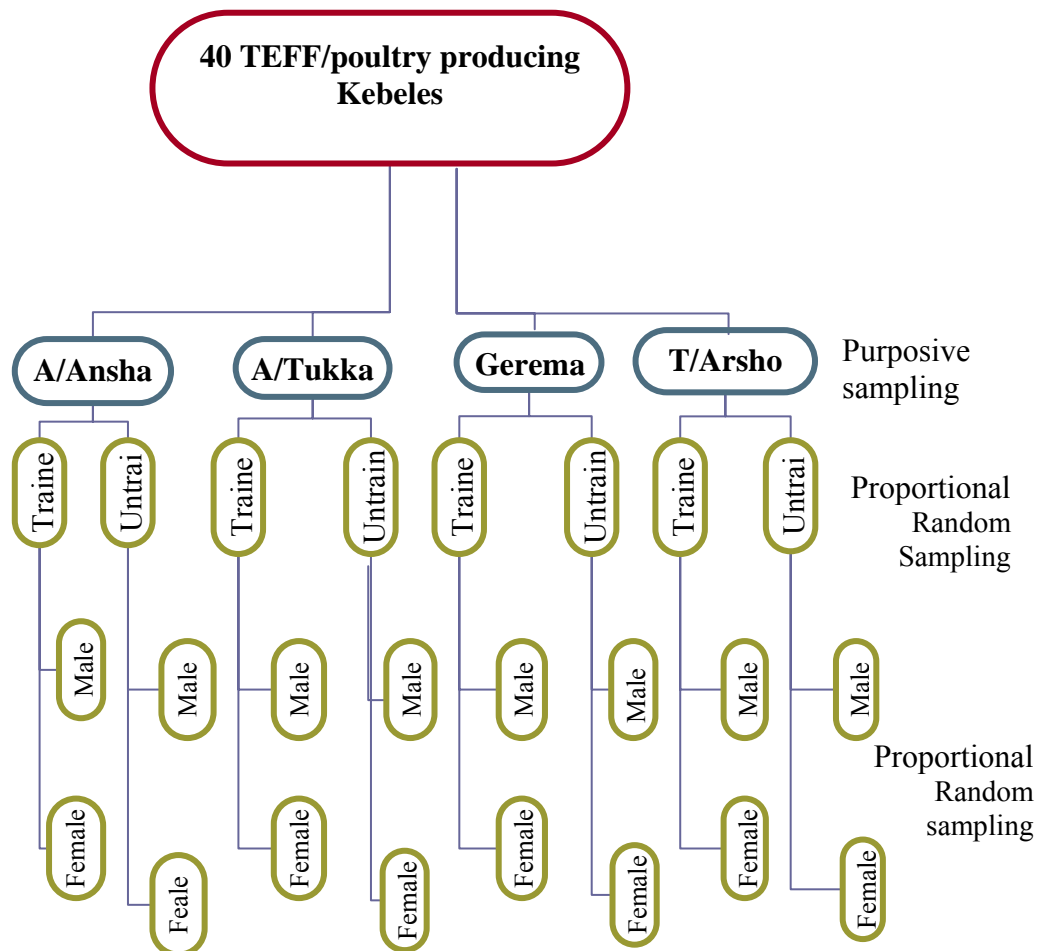 40 TEFF/poultry producing
Kebeles
A/Ansha
A/Tukka
Gerema
T/Arsho
Purposive
sampling
Traine
Untrai
Traine
Untrain
Traine
Untrain
Traine
Untrai
Proportional
Random
Sampling
Male
Male
Male
Male
Male
Male
Male
Male
Proportional
Random
sampling
Female
Feale
Female
Female
Female
Female
Female
Female